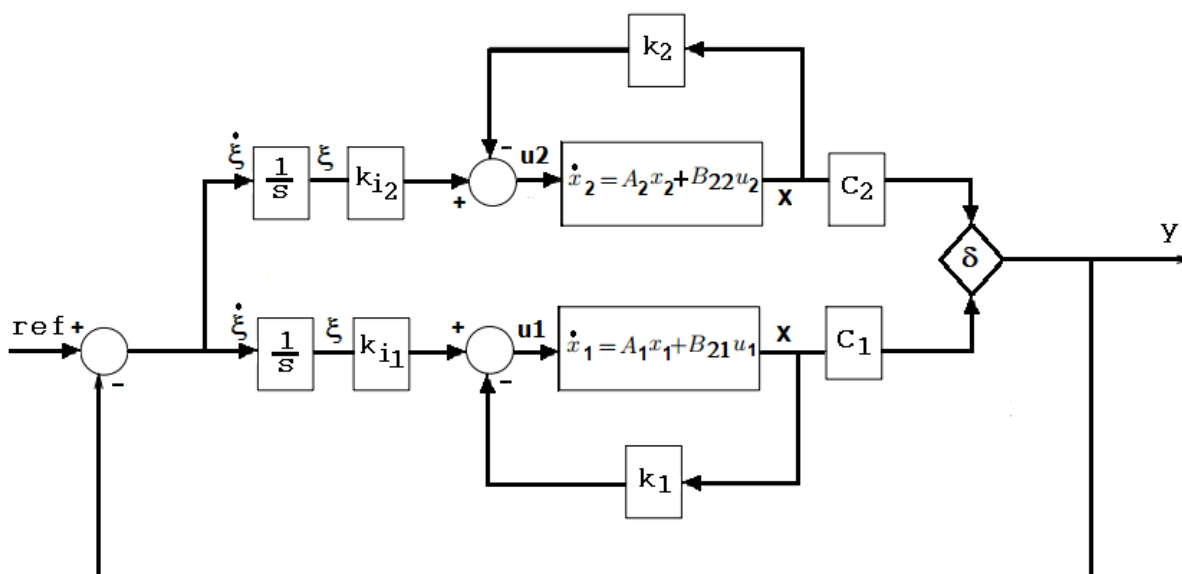 k2
-
ξ̇
1/s
ξ
ki2
+
u2
ẋ2 = A2x2 + B22u2
x
C2
δ
y
ref
+
-
ξ̇
1/s
ξ
ki1
+
-
u1
ẋ1 = A1x1 + B21u1
x
C1
k1